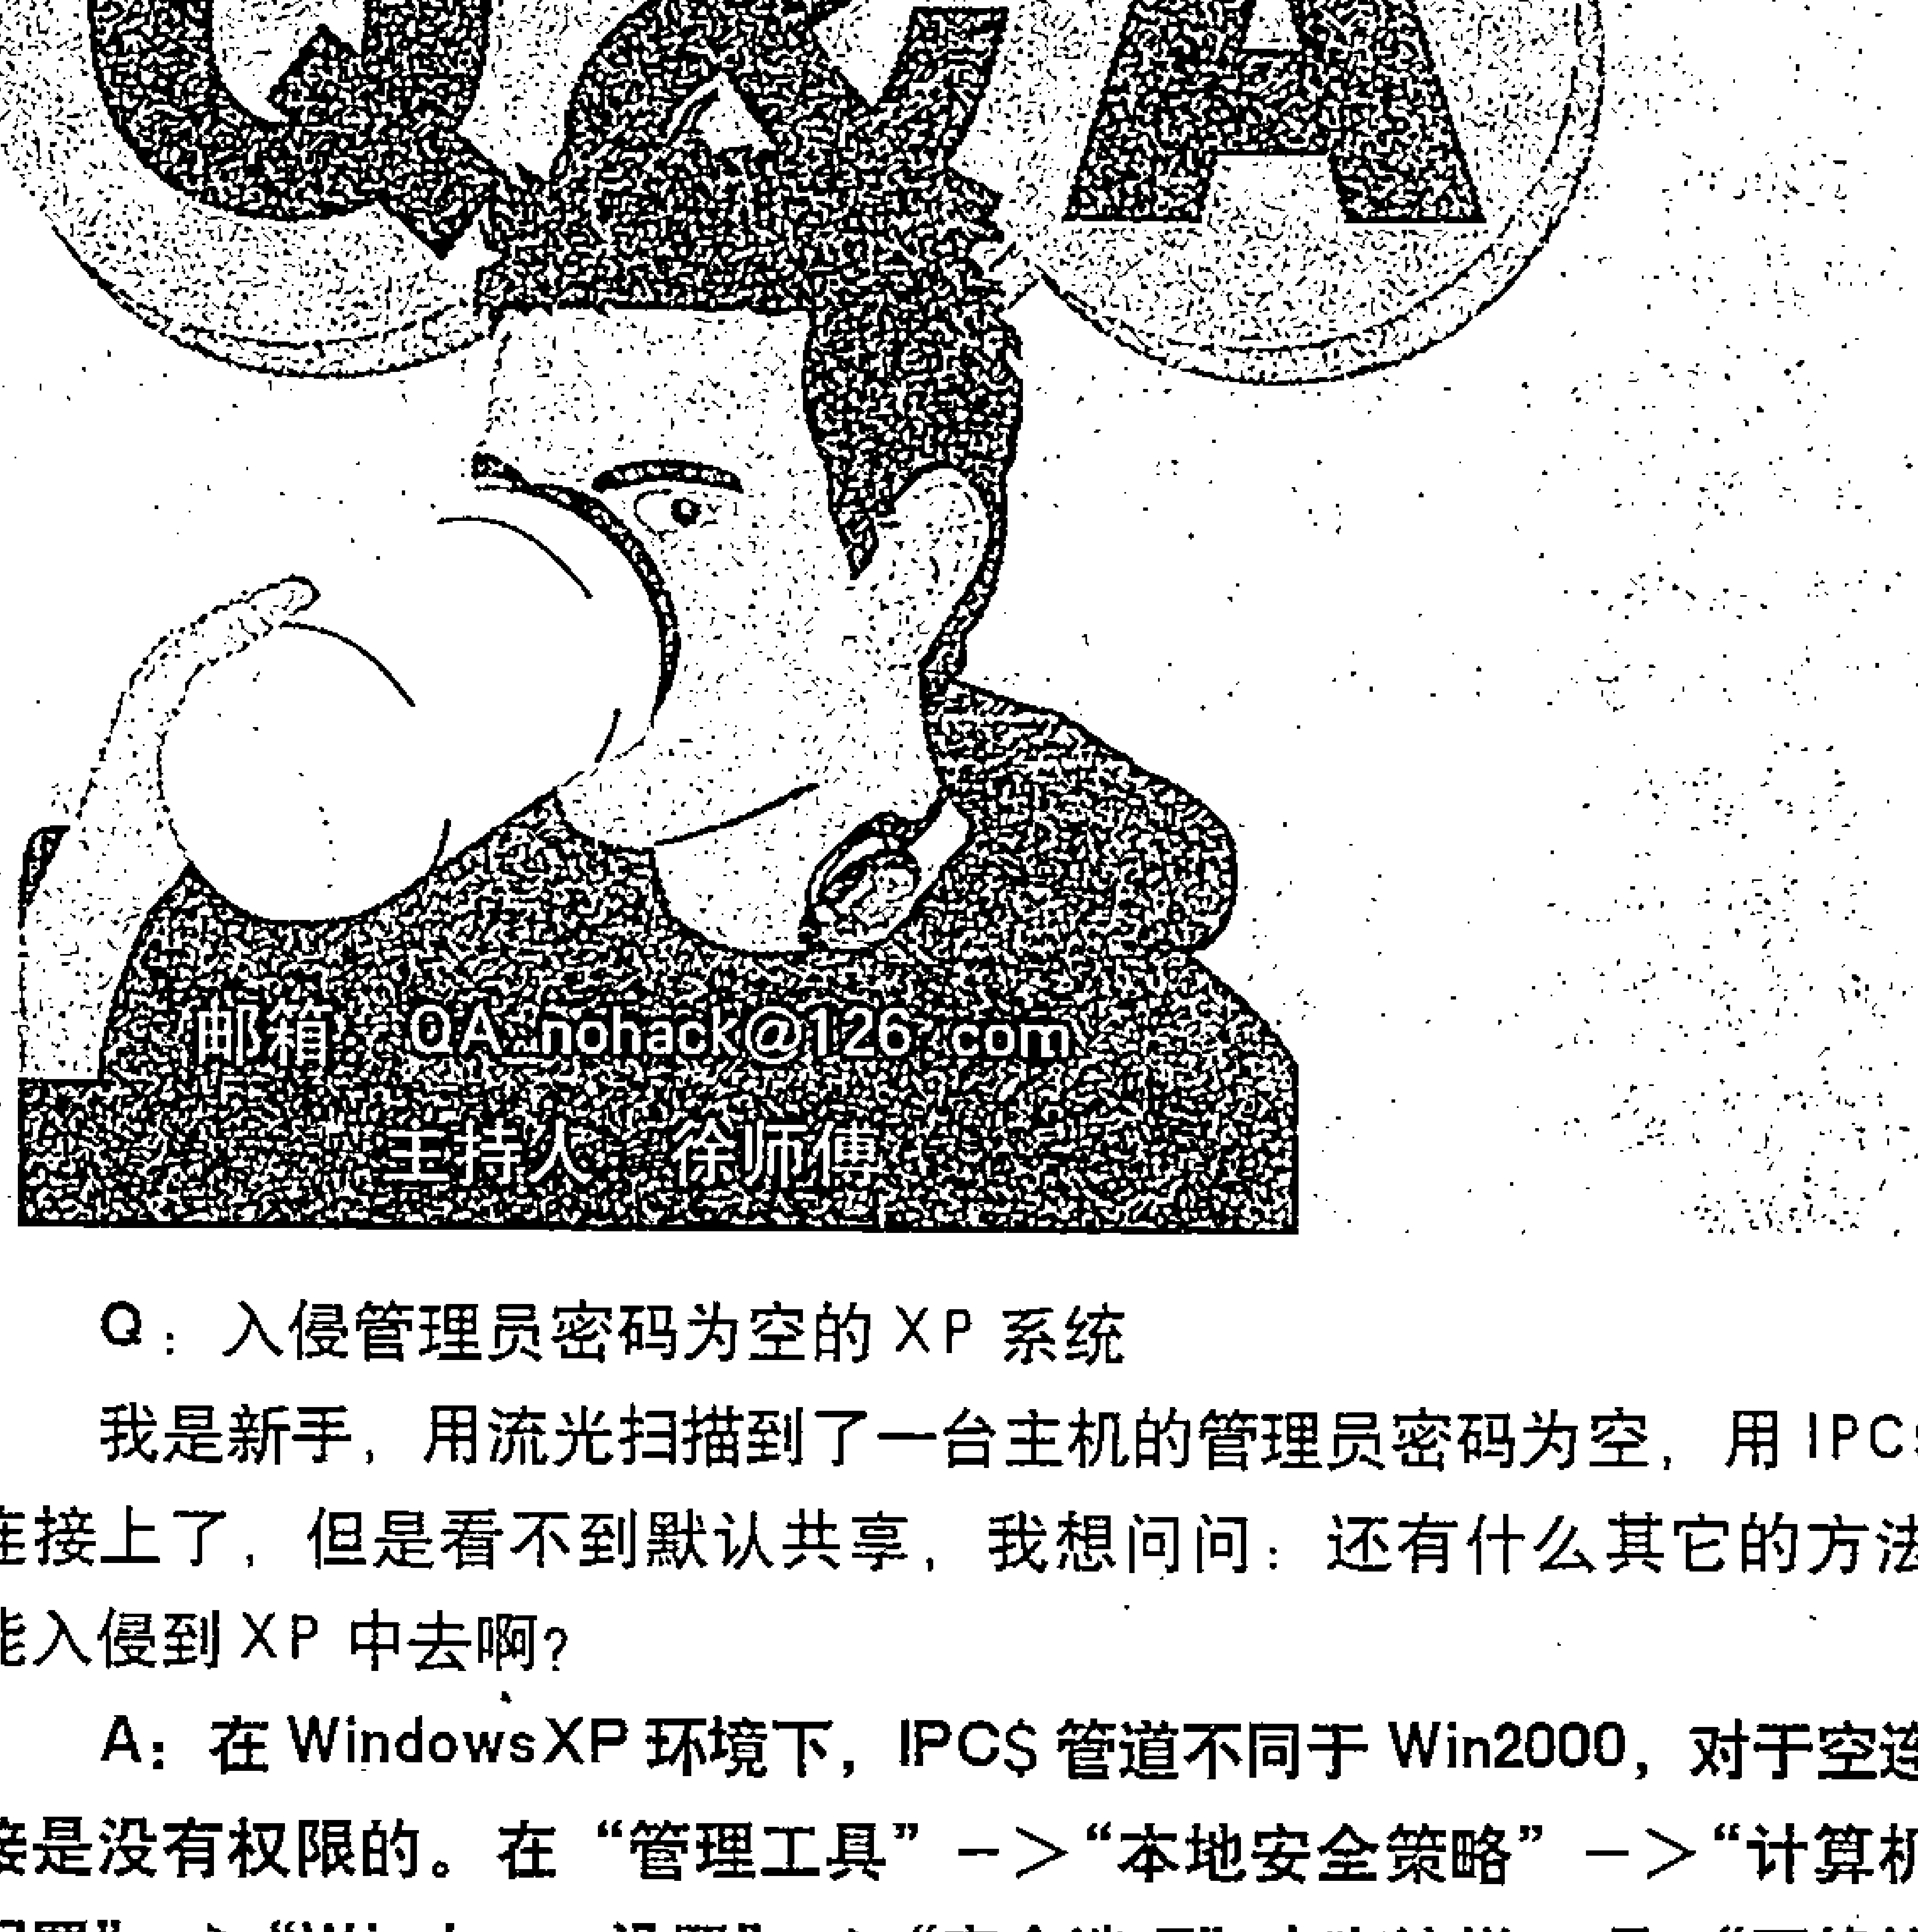 Q&A
邮箱 QA_nohack@126.com
主持人 徐师傅
Q：入侵管理员密码为空的XP系统
我是新手，用流光扫描到了一台主机的管理员密码为空，用IPC$
连接上了，但是看不到默认共享，我想问问：还有什么其它的方法
能入侵到XP中去啊？
A：在WindowsXP环境下，IPC$管道不同于Win2000，对于空连
接是没有权限的。在“管理工具”->“本地安全策略”->“计算机